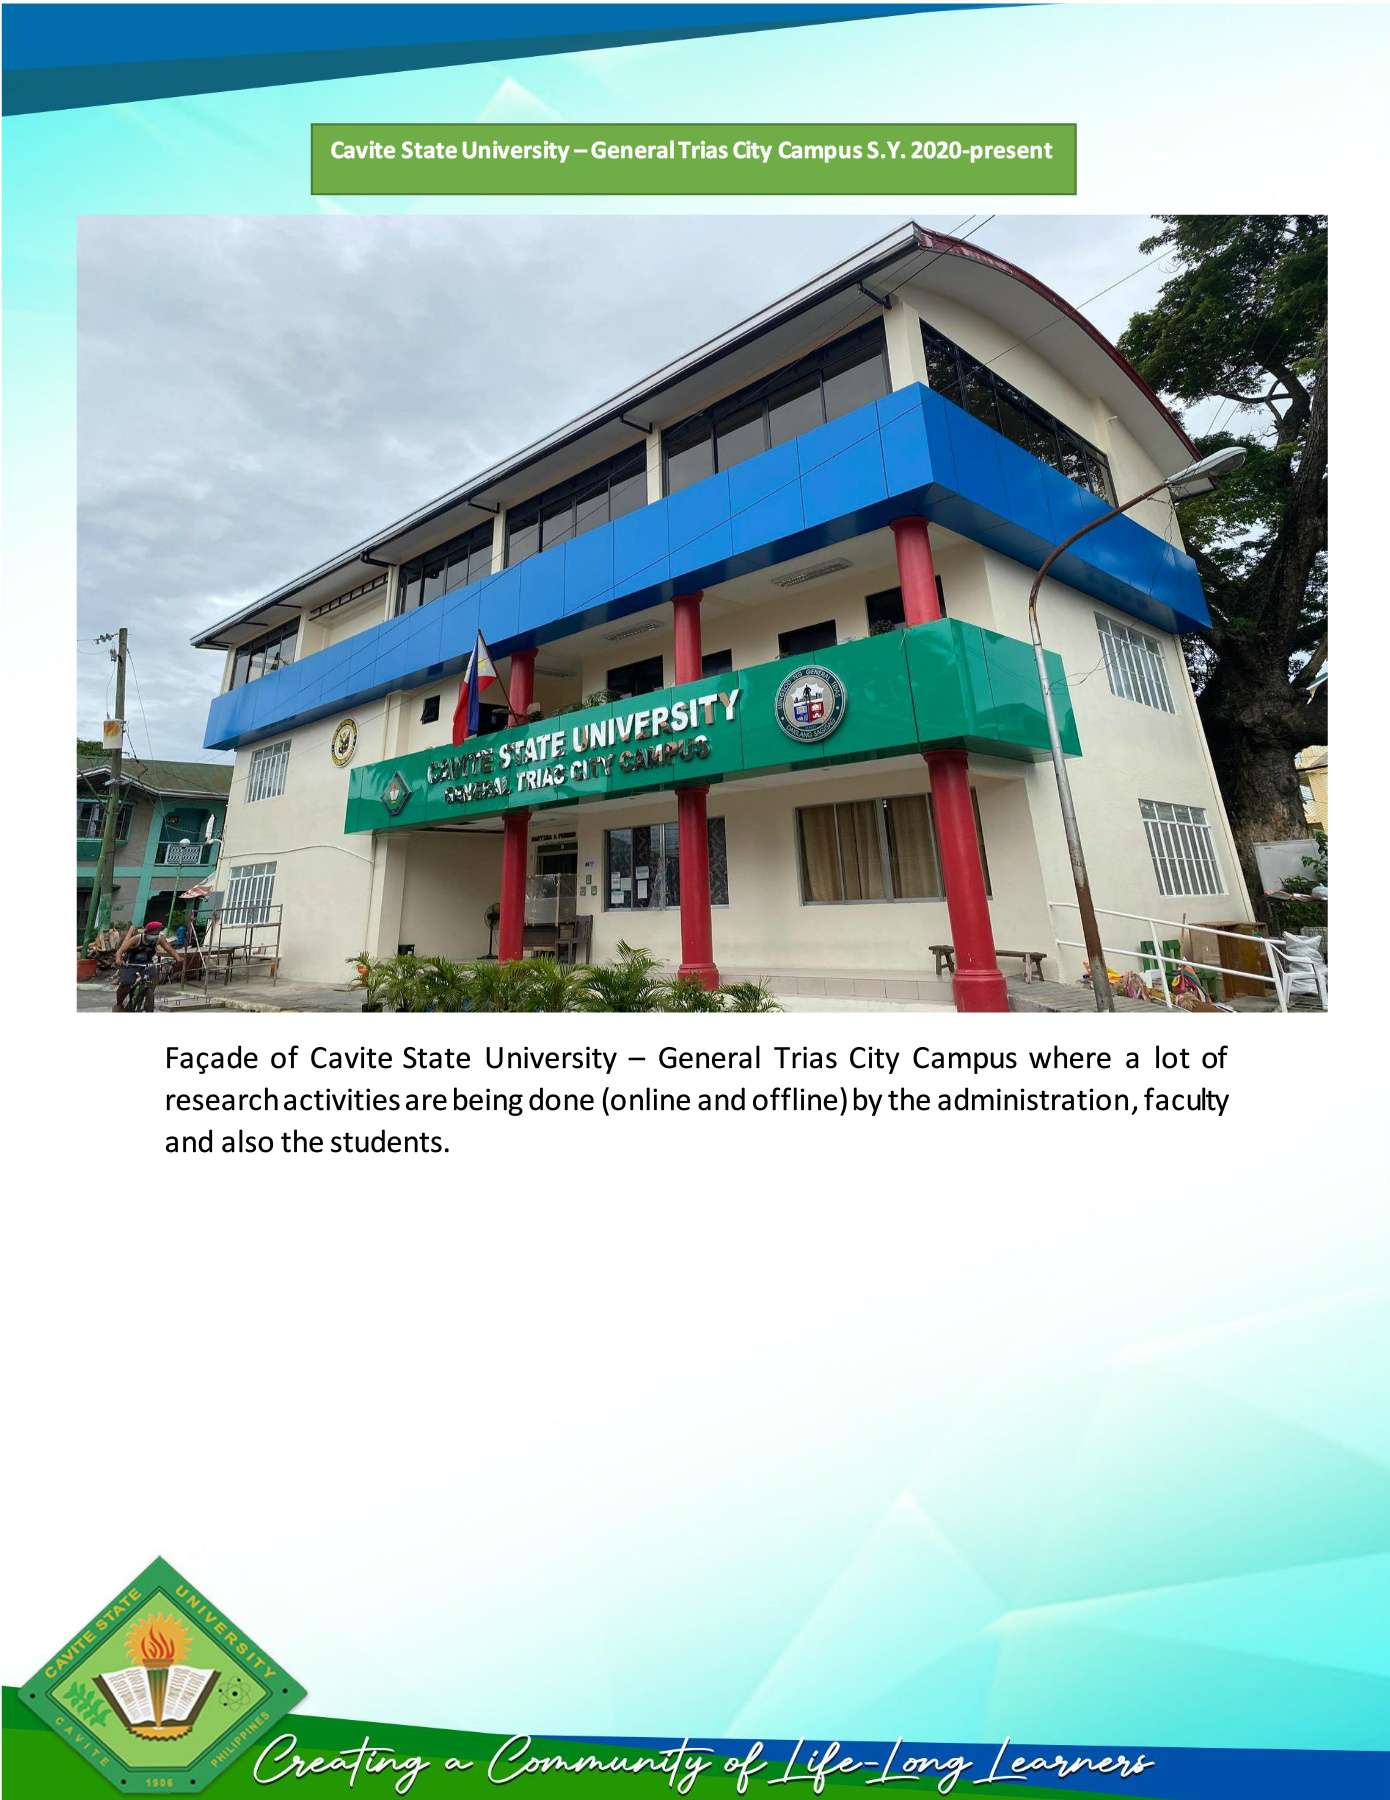 Cavite State University – General Trias City Campus S.Y. 2020-present
CAVITE STATE UNIVERSITY
GENERAL TRIAS CITY CAMPUS
Façade of Cavite State University – General Trias City Campus where a lot of
research activities are being done (online and offline) by the administration, faculty
and also the students.
CAVITE STATE UNIVERSITY
CAVITE PHILIPPINES
1906
Creating a Community of Life-Long Learners